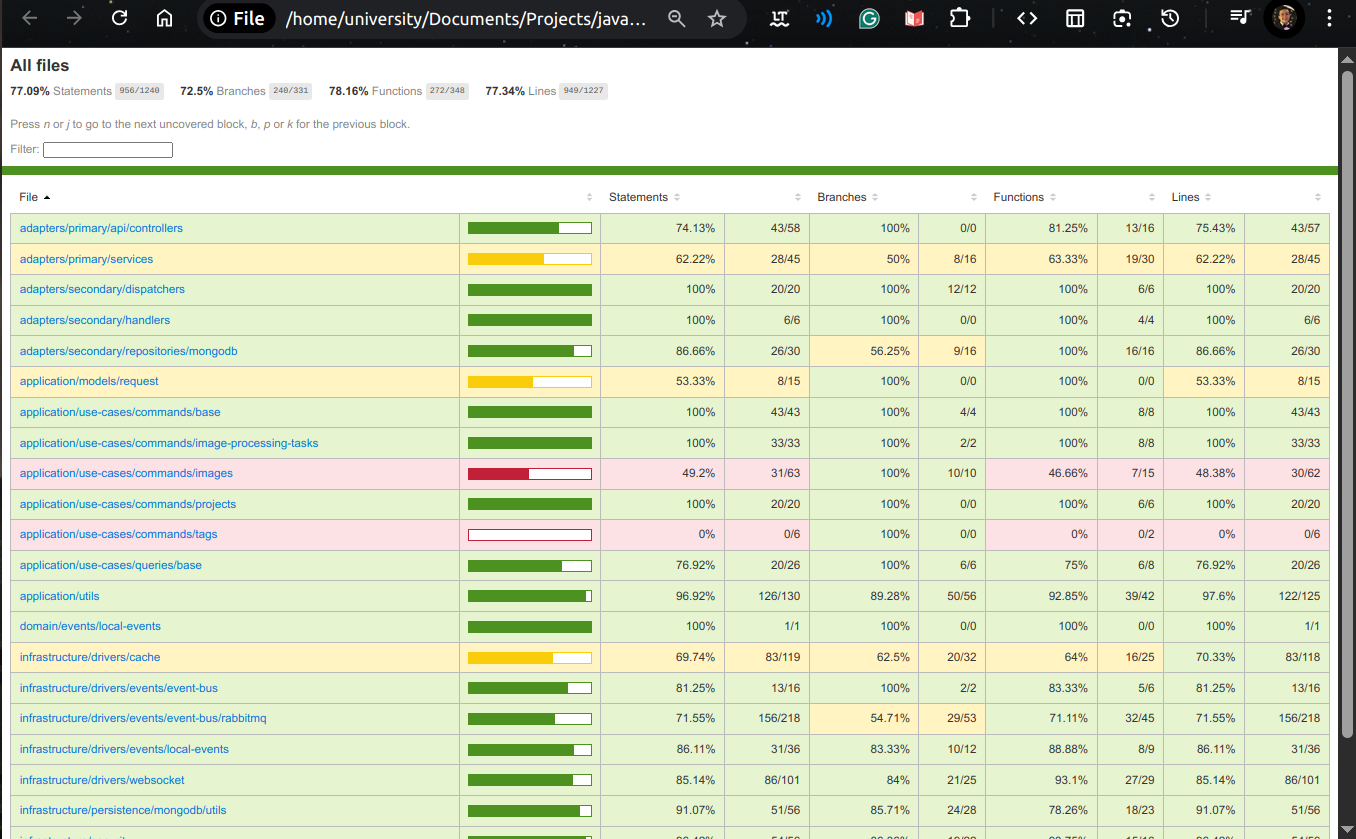 File /home/university/Documents/Projects/java...
All files
77.09% Statements 956/1240 72.5% Branches 240/331 78.16% Functions 272/348 77.34% Lines 949/1227
Press n or j to go to the next uncovered block, b, p or k for the previous block.
Filter:
File Statements Branches Functions Lines
adapters/primary/api/controllers 74.13% 43/58 100% 0/0 81.25% 13/16 75.43% 43/57
adapters/primary/services 62.22% 28/45 50% 8/16 63.33% 19/30 62.22% 28/45
adapters/secondary/dispatchers 100% 20/20 100% 12/12 100% 6/6 100% 20/20
adapters/secondary/handlers 100% 6/6 100% 0/0 100% 4/4 100% 6/6
adapters/secondary/repositories/mongodb 86.66% 26/30 56.25% 9/16 100% 16/16 86.66% 26/30
application/models/request 53.33% 8/15 100% 0/0 100% 0/0 53.33% 8/15
application/use-cases/commands/base 100% 43/43 100% 4/4 100% 8/8 100% 43/43
application/use-cases/commands/image-processing-tasks 100% 33/33 100% 2/2 100% 8/8 100% 33/33
application/use-cases/commands/images 49.2% 31/63 100% 10/10 46.66% 7/15 48.38% 30/62
application/use-cases/commands/projects 100% 20/20 100% 0/0 100% 6/6 100% 20/20
application/use-cases/commands/tags 0% 0/6 100% 0/0 0% 0/2 0% 0/6
application/use-cases/queries/base 76.92% 20/26 100% 6/6 75% 6/8 76.92% 20/26
application/utils 96.92% 126/130 89.28% 50/56 92.85% 39/42 97.6% 122/125
domain/events/local-events 100% 1/1 100% 0/0 100% 0/0 100% 1/1
infrastructure/drivers/cache 69.74% 83/119 62.5% 20/32 64% 16/25 70.33% 83/118
infrastructure/drivers/events/event-bus 81.25% 13/16 100% 2/2 83.33% 5/6 81.25% 13/16
infrastructure/drivers/events/event-bus/rabbitmq 71.55% 156/218 54.71% 29/53 71.11% 32/45 71.55% 156/218
infrastructure/drivers/events/local-events 86.11% 31/36 83.33% 10/12 88.88% 8/9 86.11% 31/36
infrastructure/drivers/websocket 85.14% 86/101 84% 21/25 93.1% 27/29 85.14% 86/101
infrastructure/persistence/mongodb/utils 91.07% 51/56 85.71% 24/28 78.26% 18/23 91.07% 51/56